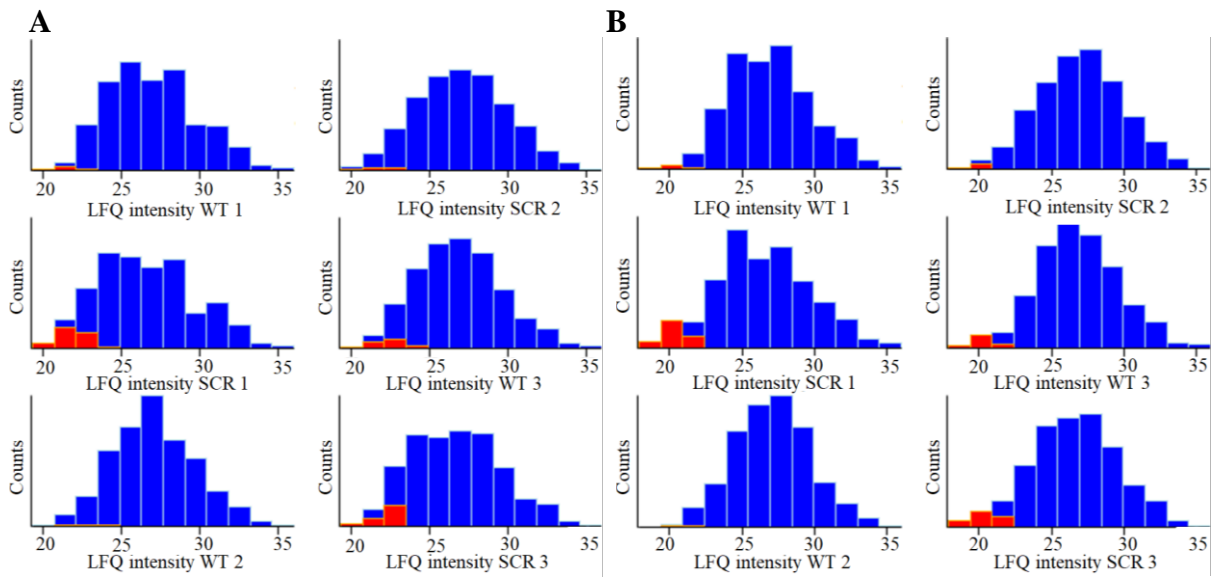 A
B
Counts
20 25 30 35
LFQ intensity WT 1
Counts
20 25 30 35
LFQ intensity SCR 2
Counts
20 25 30 35
LFQ intensity WT 1
Counts
20 25 30 35
LFQ intensity SCR 2
Counts
20 25 30 35
LFQ intensity SCR 1
Counts
20 25 30 35
LFQ intensity WT 3
Counts
20 25 30 35
LFQ intensity SCR 1
Counts
20 25 30 35
LFQ intensity WT 3
Counts
20 25 30 35
LFQ intensity WT 2
Counts
20 25 30 35
LFQ intensity SCR 3
Counts
20 25 30 35
LFQ intensity WT 2
Counts
20 25 30 35
LFQ intensity SCR 3